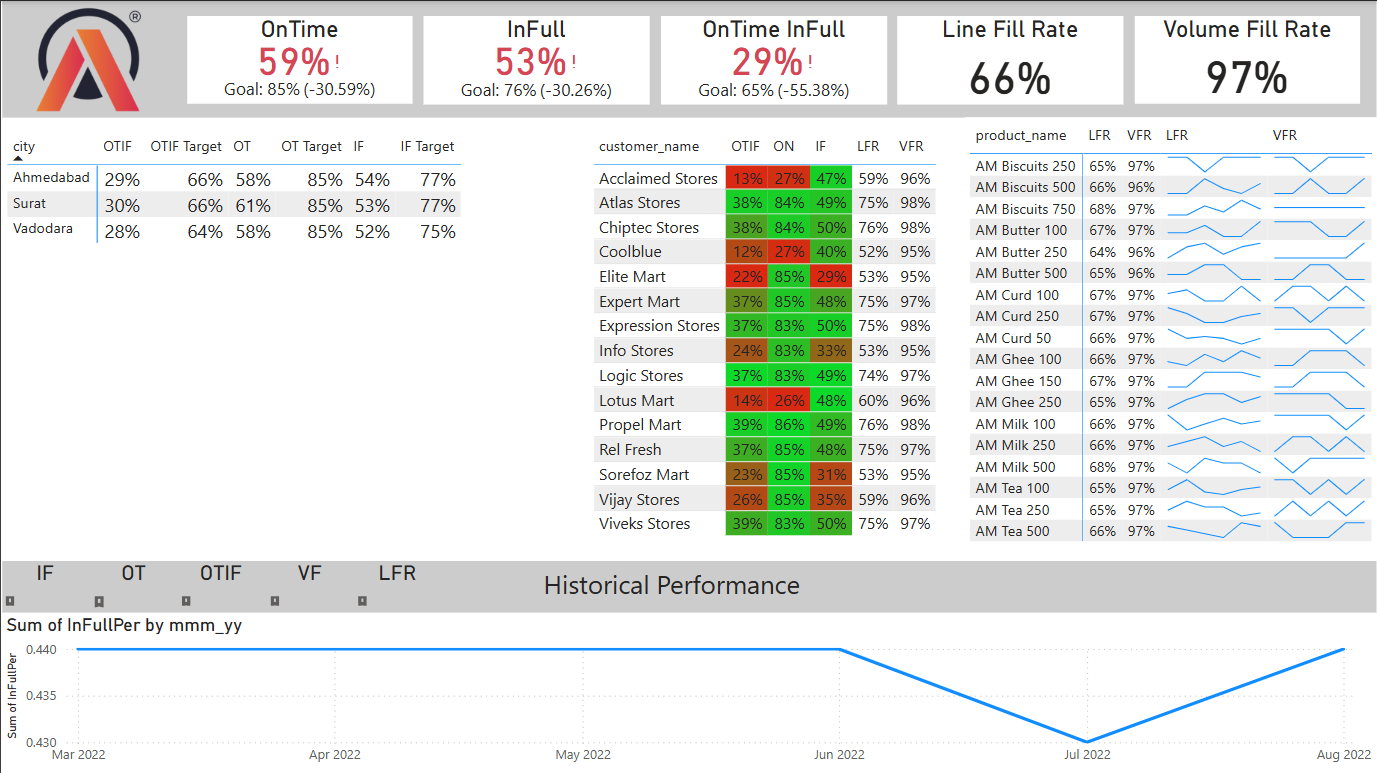 ®
OnTime
59%!
Goal: 85% (-30.59%)
InFull
53%!
Goal: 76% (-30.26%)
OnTime InFull
29%!
Goal: 65% (-55.38%)
Line Fill Rate
66%
Volume Fill Rate
97%
city OTIF OTIF Target OT OT Target IF IF Target
Ahmedabad 29% 66% 58% 85% 54% 77%
Surat 30% 66% 61% 85% 53% 77%
Vadodara 28% 64% 58% 85% 52% 75%
customer_name OTIF ON IF LFR VFR
Acclaimed Stores 13% 27% 47% 59% 96%
Atlas Stores 38% 84% 49% 75% 98%
Chiptec Stores 38% 84% 50% 76% 98%
Coolblue 12% 27% 40% 52% 95%
Elite Mart 22% 85% 29% 53% 95%
Expert Mart 37% 85% 48% 75% 97%
Expression Stores 37% 83% 50% 75% 98%
Info Stores 24% 83% 33% 53% 95%
Logic Stores 37% 83% 49% 74% 97%
Lotus Mart 14% 26% 48% 60% 96%
Propel Mart 39% 86% 49% 76% 98%
Rel Fresh 37% 85% 48% 75% 97%
Sorefoz Mart 23% 85% 31% 53% 95%
Vijay Stores 26% 85% 35% 59% 96%
Viveks Stores 39% 83% 50% 75% 97%
product_name LFR VFR LFR VFR
AM Biscuits 250 65% 97%
AM Biscuits 500 66% 96%
AM Biscuits 750 68% 97%
AM Butter 100 67% 97%
AM Butter 250 64% 96%
AM Butter 500 65% 96%
AM Curd 100 67% 97%
AM Curd 250 67% 97%
AM Curd 50 66% 97%
AM Ghee 100 66% 97%
AM Ghee 150 67% 97%
AM Ghee 250 65% 97%
AM Milk 100 66% 97%
AM Milk 250 66% 97%
AM Milk 500 68% 97%
AM Tea 100 65% 97%
AM Tea 250 65% 97%
AM Tea 500 66% 97%
IF OT OTIF VF LFR
Historical Performance
Sum of InFullPer by mmm_yy
Sum of InFullPer
0.440
0.435
0.430
Mar 2022 Apr 2022 May 2022 Jun 2022 Jul 2022 Aug 2022